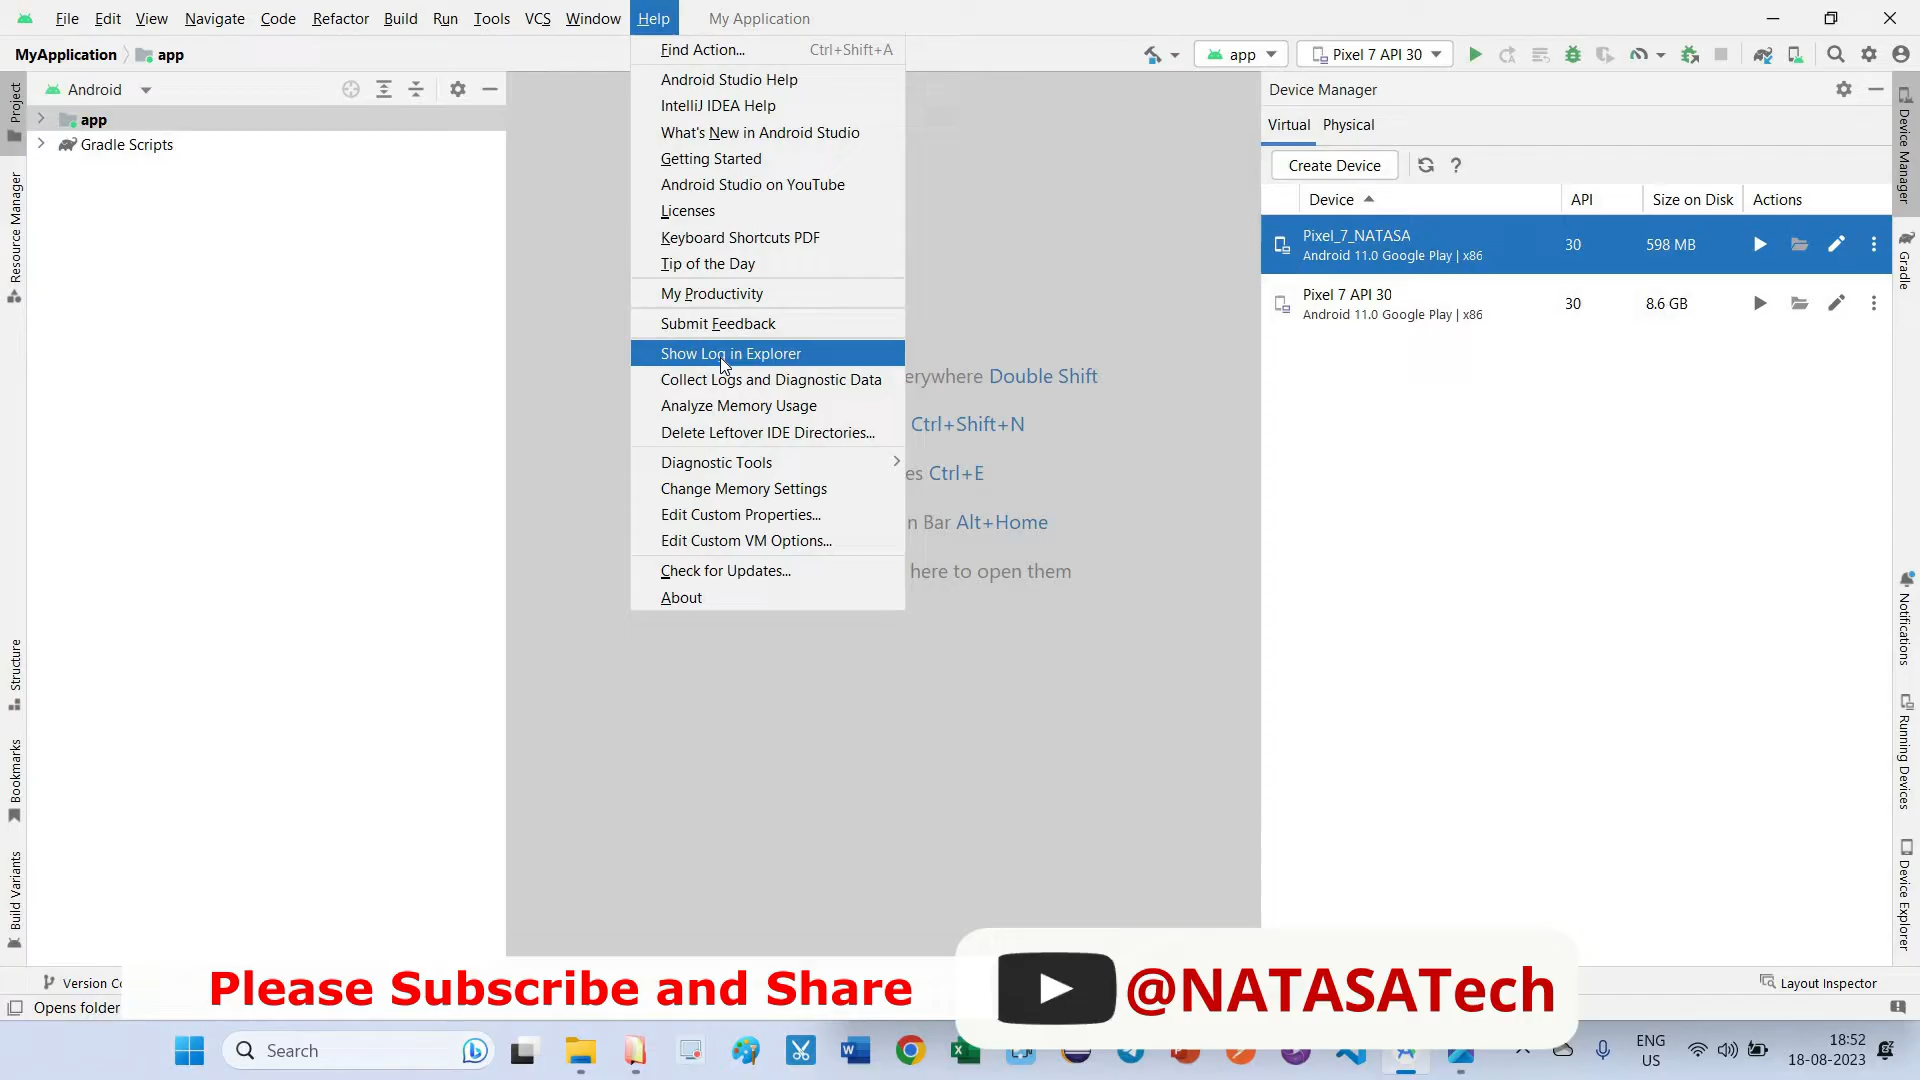 File Edit View Navigate Code Refactor Build Run Tools VCS Window Help My Application
MyApplication app
app Pixel 7 API 30
Project
Resource Manager
Structure
Bookmarks
Build Variants
Android
app
Gradle Scripts
Find Action... Ctrl+Shift+A
Android Studio Help
IntelliJ IDEA Help
What's New in Android Studio
Getting Started
Android Studio on YouTube
Licenses
Keyboard Shortcuts PDF
Tip of the Day
My Productivity
Submit Feedback
Show Log in Explorer
Collect Logs and Diagnostic Data
Analyze Memory Usage
Delete Leftover IDE Directories...
Diagnostic Tools
Change Memory Settings
Edit Custom Properties...
Edit Custom VM Options...
Check for Updates...
About
Double Shift
Ctrl+Shift+N
Ctrl+E
Bar Alt+Home
here to open them
Device Manager
Virtual Physical
Create Device ?
Device API Size on Disk Actions
Pixel_7_NATASA
Android 11.0 Google Play | x86
30 598 MB
Pixel 7 API 30
Android 11.0 Google Play | x86
30 8.6 GB
Device Manager
Gradle
Notifications
Running Devices
Device Explorer
Version
Layout Inspector
Opens folder
Please Subscribe and Share
@NATASATech
Search
ENG
US
18:52
18-08-2023